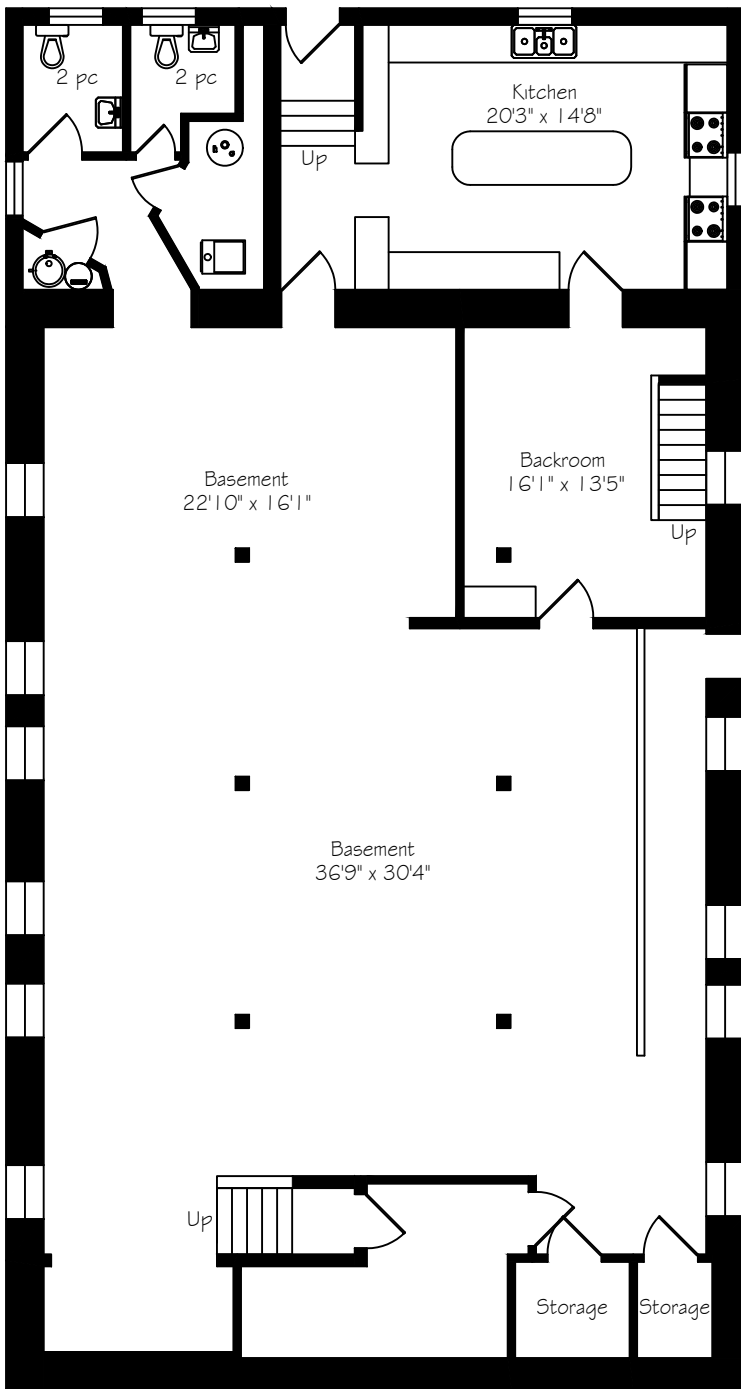 2 pc
2 pc
Kitchen
20'3" x 14'8"
Up
Basement
22'10" x 16'1"
Backroom
16'1" x 13'5"
Up
Basement
36'9" x 30'4"
Up
Storage
Storage